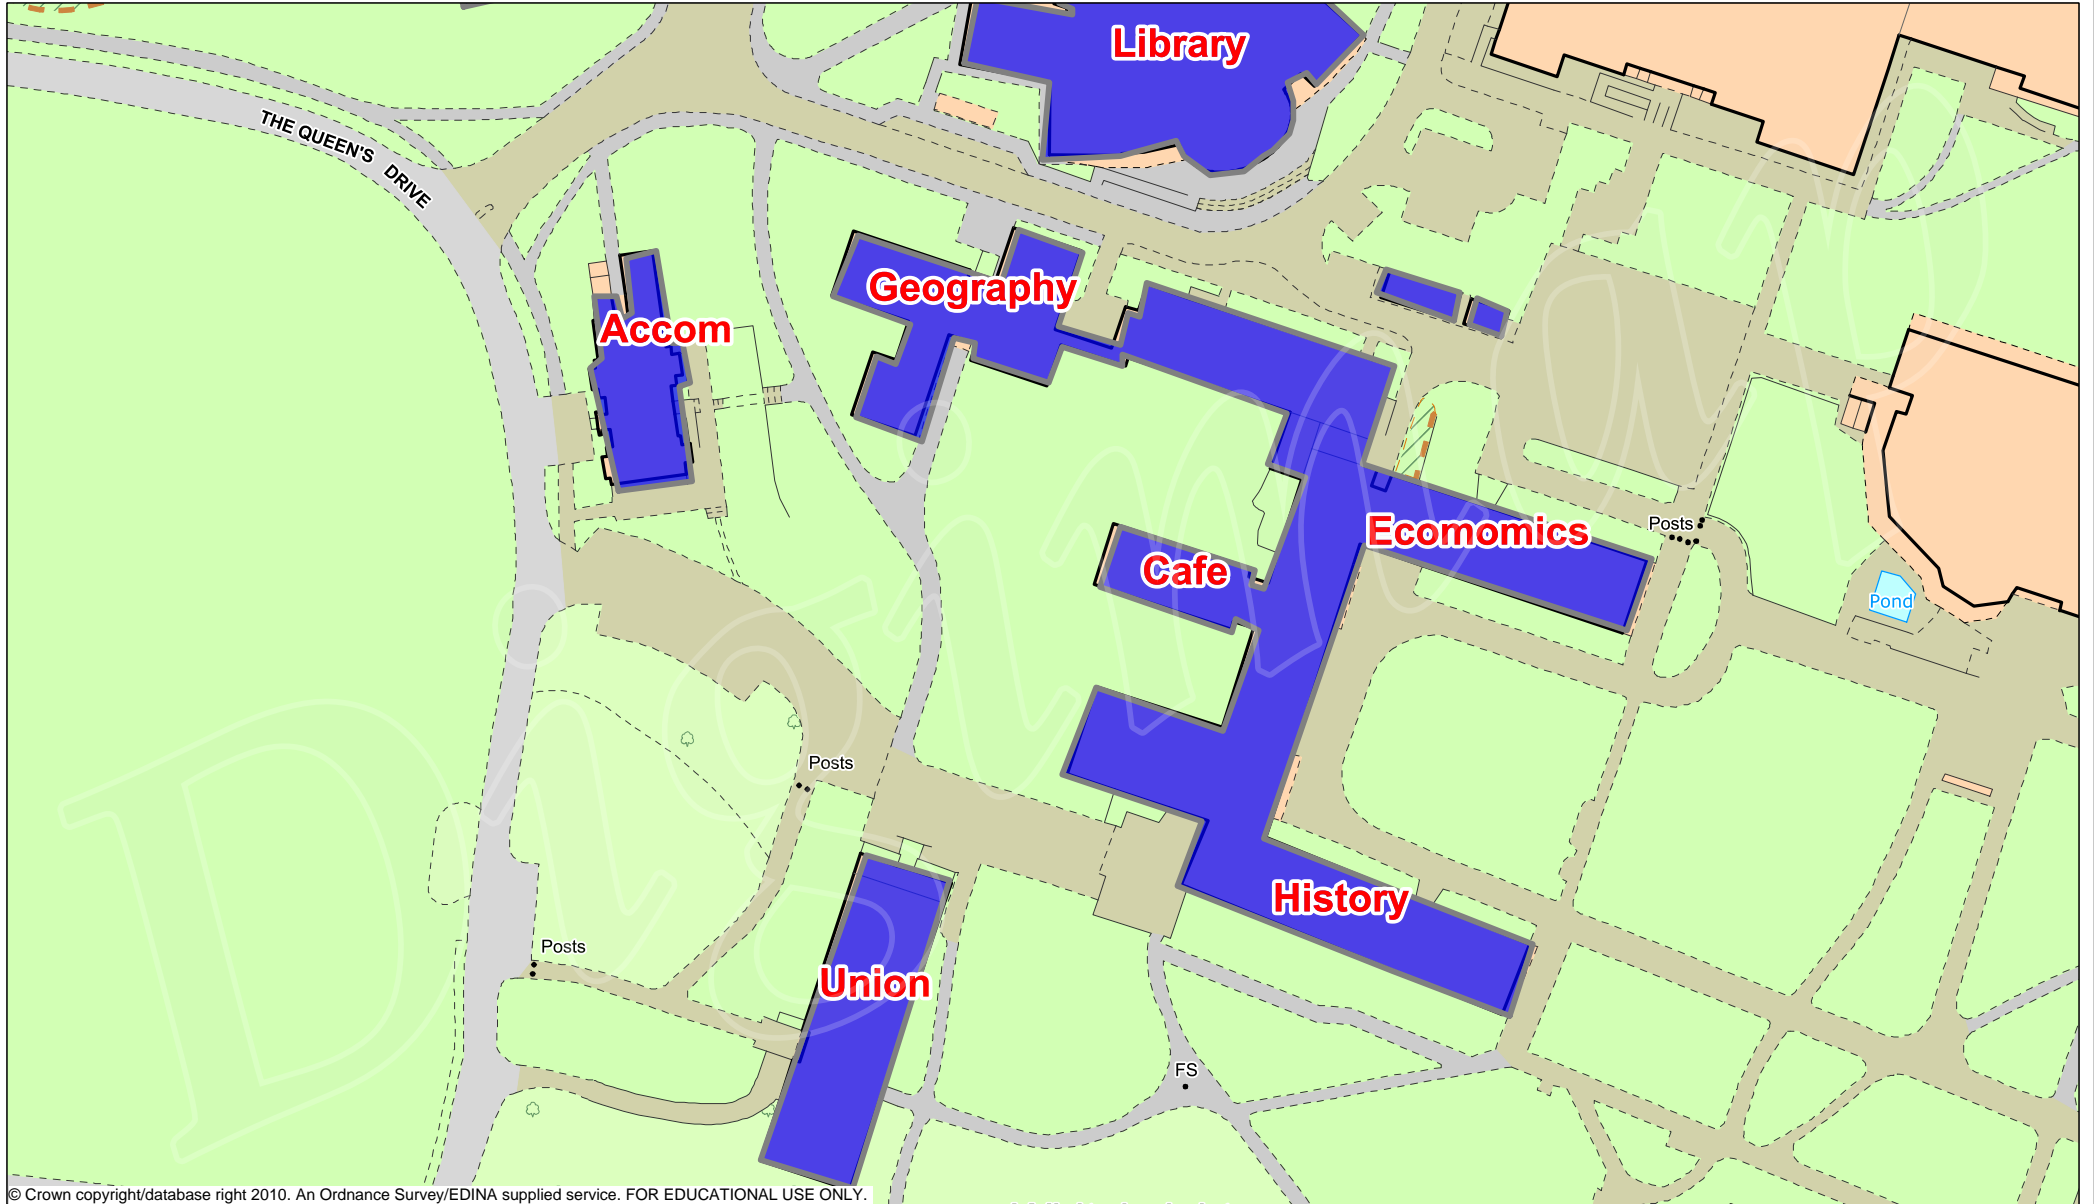 Library
THE QUEEN'S DRIVE
Geography
Accom
Posts
Ecomomics
Cafe
Pond
Posts
History
Posts
Union
FS
© Crown copyright/database right 2010. An Ordnance Survey/EDINA supplied service. FOR EDUCATIONAL USE ONLY.
Digimap